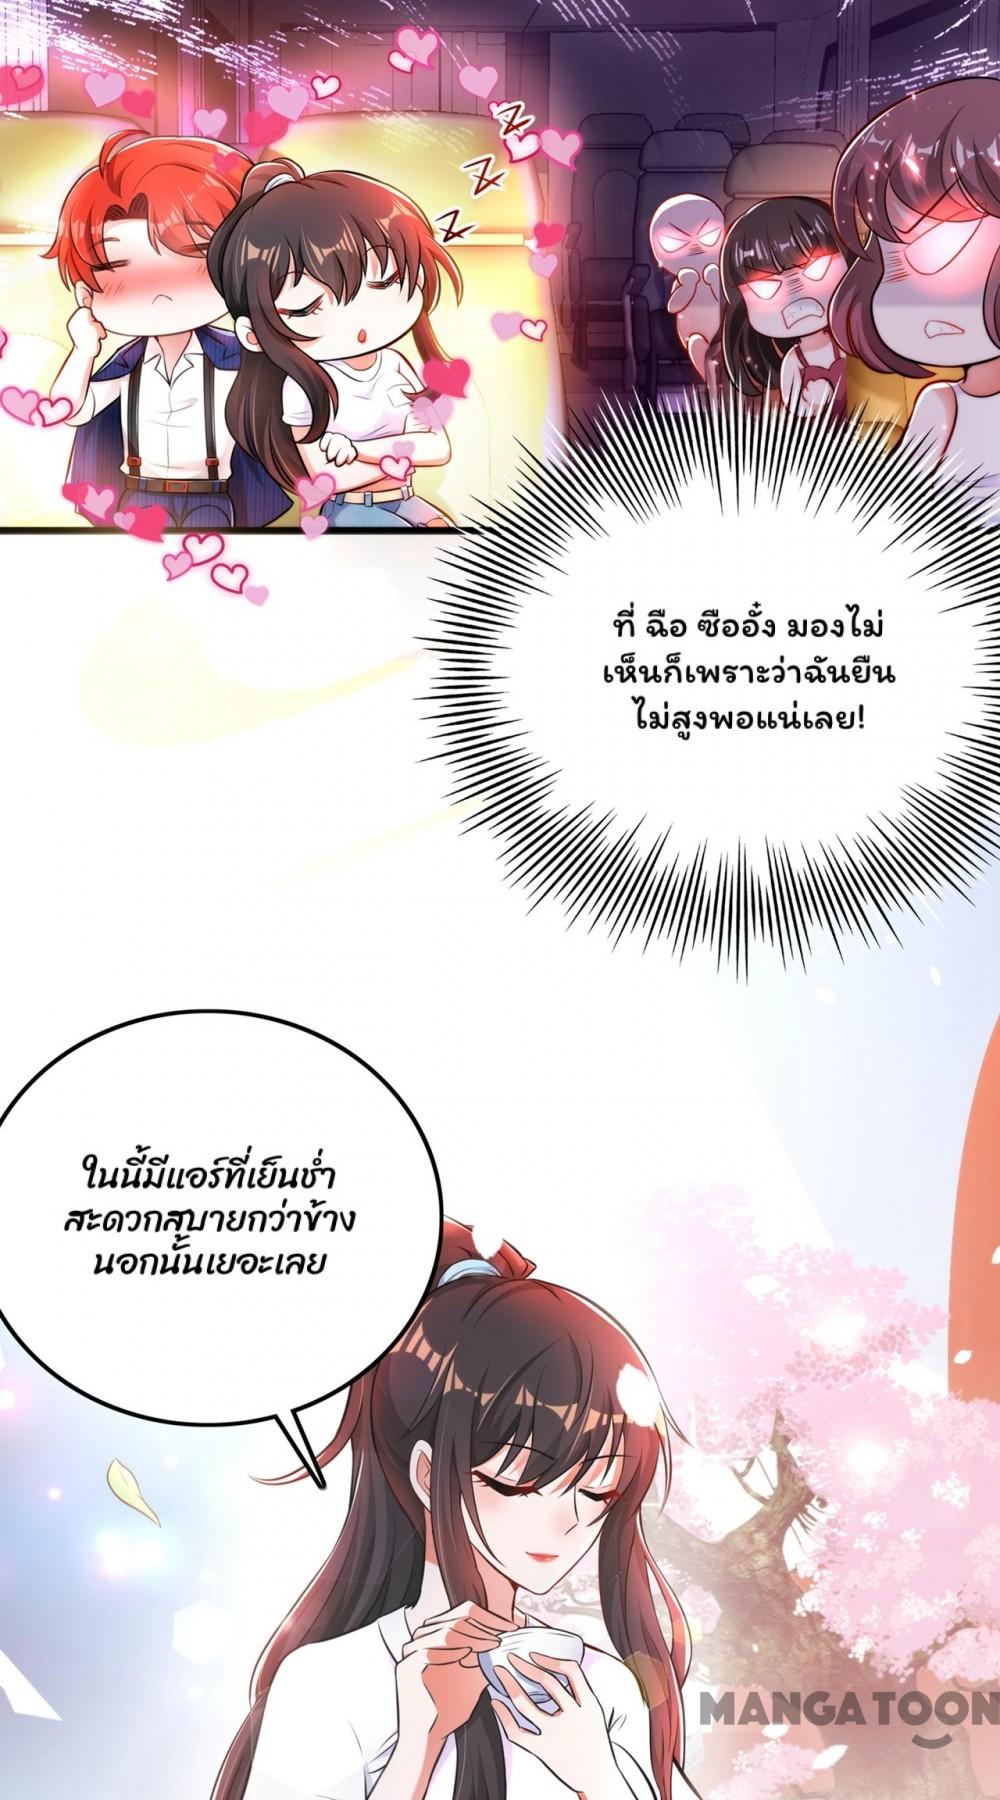 Z
Z
Z
ที่ ฉือ ซืออั๋ง มองไม่
เห็นก็เพราะว่าฉันยืน
ไม่สูงพอแน่เลย!
ในนี้มีแอร์ที่เย็นช่ำ
สะดวกสบายกว่าข้าง
นอกนั้นเยอะเลย
MANGATOON